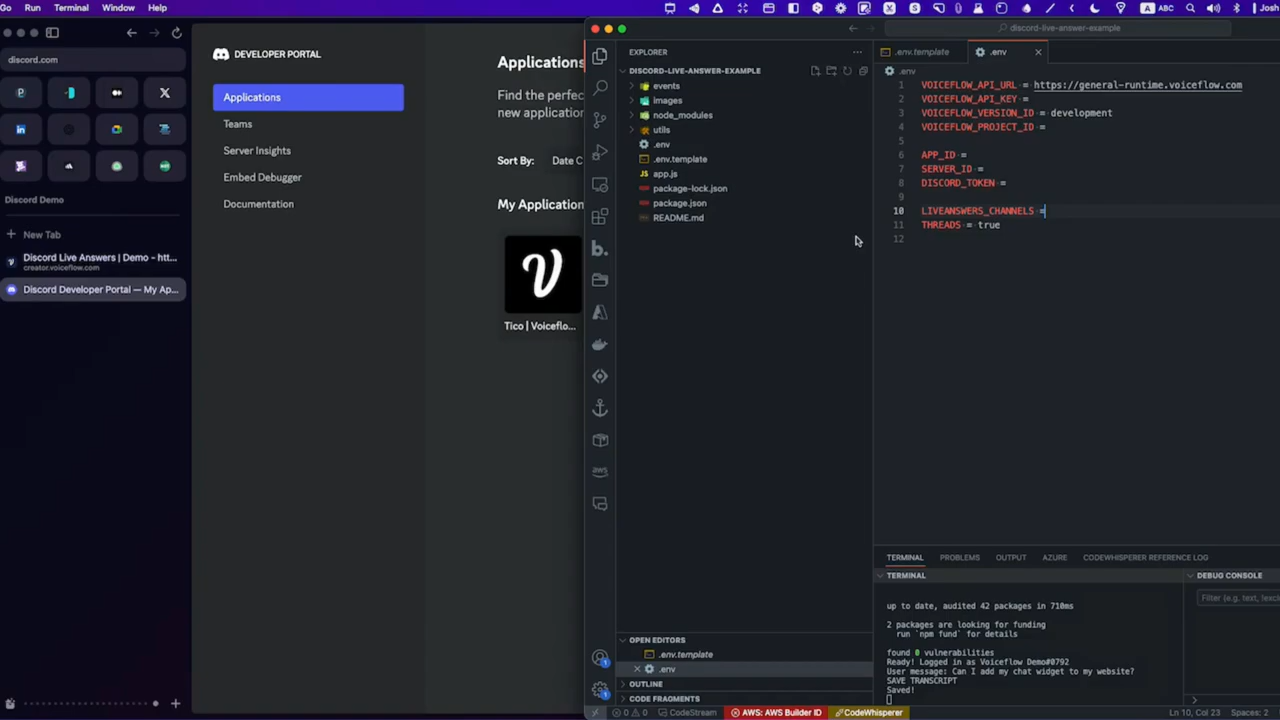 Go Run Terminal Window Help
ABC
Josh
discord.com
Discord Demo
New Tab
Discord Live Answers | Demo - htt...
creator.voiceflow.com
Discord Developer Portal — My Ap...
DEVELOPER PORTAL
Applications
Teams
Server Insights
Embed Debugger
Documentation
Applications
Find the perfec
new application
Sort By: Date C
My Application
Tico | Voiceflo...
discord-live-answer-example
EXPLORER
DISCORD-LIVE-ANSWER-EXAMPLE
events
images
node_modules
utils
.env
.env.template
app.js
package-lock.json
package.json
README.md
OPEN EDITORS
.env.template
.env
OUTLINE
CODE FRAGMENTS
.env.template
.env
.env
1 VOICEFLOW_API_URL = https://general-runtime.voiceflow.com
2 VOICEFLOW_API_KEY =
3 VOICEFLOW_VERSION_ID = development
4 VOICEFLOW_PROJECT_ID =
5
6 APP_ID =
7 SERVER_ID =
8 DISCORD_TOKEN =
9
10 LIVEANSWERS_CHANNELS =
11 THREADS = true
12
TERMINAL PROBLEMS OUTPUT AZURE CODEWHISPERER REFERENCE LOG
TERMINAL
up to date, audited 42 packages in 710ms
2 packages are looking for funding
run `npm fund` for details
found 0 vulnerabilities
Ready! Logged in as Voiceflow Demo#0792
User message: Can I add my chat widget to my website?
SAVE TRANSCRIPT
Saved!
DEBUG CONSOLE
Filter (e.g. text, !excl
0 0 CodeStream AWS: AWS Builder ID CodeWhisperer Ln 10, Col 23 Spaces: 2